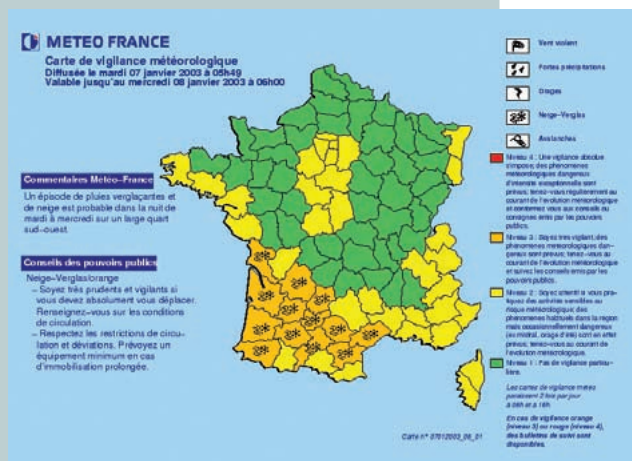 METEO FRANCE
Carte de vigilance météorologique
Diffusée le mardi 07 janvier 2003 à 05h49
Valable jusqu'au mercredi 08 janvier 2003 à 06h00
Commentaires Meteo-France
Un épisode de pluies verglaçantes
et de neige est probable dans la nuit de
mardi à mercredi sur un large quart
sud-ouest.
Conseils des pouvoirs publics
Neige-Verglas/orange
– Soyez très prudents et vigilants si
vous devez absolument vous déplacer.
Renseignez-vous sur les conditions
de circulation.
– Respectez les restrictions de circu-
lation et déviations. Prévoyez un
équipement minimum en cas
d'immobilisation prolongée.
Vent violent
Fortes précipitations
Orages
Neige-Verglas
Avalanches
Niveau 4 : Une vigilance absolue
s'impose; des phénomènes
météorologiques dangereux
d'intensité exceptionnelle sont
prévus; tenez-vous régulièrement au
courant de l'évolution météorologique
et conformez vous aux conseils ou
consignes émis par les pouvoirs
publics.
Niveau 3 : Soyez très vigilant; des
phénomènes météorologiques dan-
gereux sont prévus; tenez-vous au
courant de l'évolution météorologique
et suivez les conseils émis par les
pouvoirs publics.
Niveau 2 : Soyez attentif si vous pra-
tiquez des activités sensibles au
risque météorologique; des
phénomènes habituels dans la région
mais occasionnellement dangereux
(ex mistral, orage d'été) sont en effet
prévus; tenez-vous au courant de
l'évolution météorologique.
Niveau 1 : Pas de vigilance particu-
lière.
Les cartes de vigilance météo
paraissent 2 fois par jour
à 06h et à 16h
En cas de vigilance orange
(niveau 3) ou rouge (niveau 4),
des bulletins de suivi sont
disponibles.
Carte n° 07012003_06_01